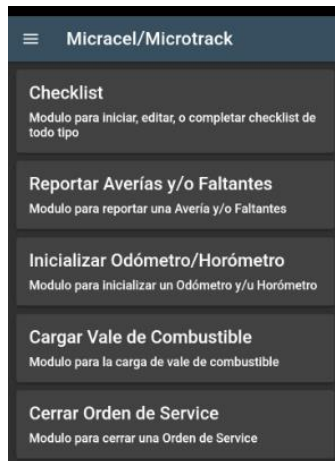 Micracel/Microtrack
Checklist
Modulo para iniciar, editar, o completar checklist de
todo tipo
Reportar Averías y/o Faltantes
Modulo para reportar una Avería y/o Faltantes
Inicializar Odómetro/Horómetro
Modulo para inicializar un Odómetro y/u Horómetro
Cargar Vale de Combustible
Modulo para la carga de vale de combustible
Cerrar Orden de Service
Modulo para cerrar una Orden de Service